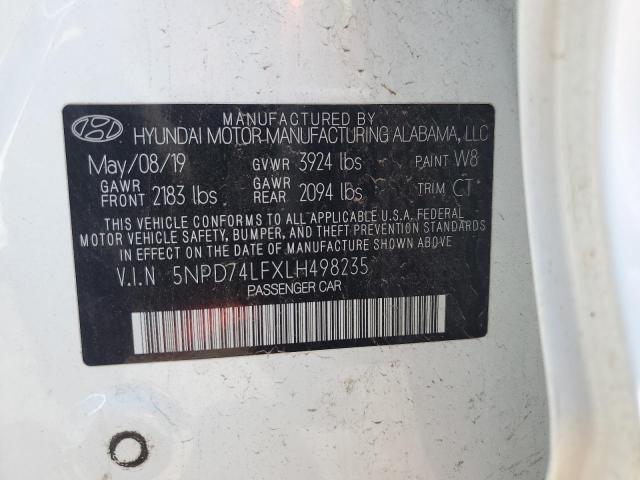 MANUFACTURED BY
HYUNDAI MOTOR MANUFACTURING ALABAMA, LLC
May/08/19 GVWR 3924 lbs PAINT W8
GAWR FRONT 2183 lbs GAWR REAR 2094 lbs TRIM CT
THIS VEHICLE CONFORMS TO ALL APPLICABLE U.S.A. FEDERAL
MOTOR VEHICLE SAFETY, BUMPER, AND THEFT PREVENTION STANDARDS
IN EFFECT ON THE DATE OF MANUFACTURE SHOWN ABOVE.
V.I.N 5NPD74LFXLH498235
PASSENGER CAR